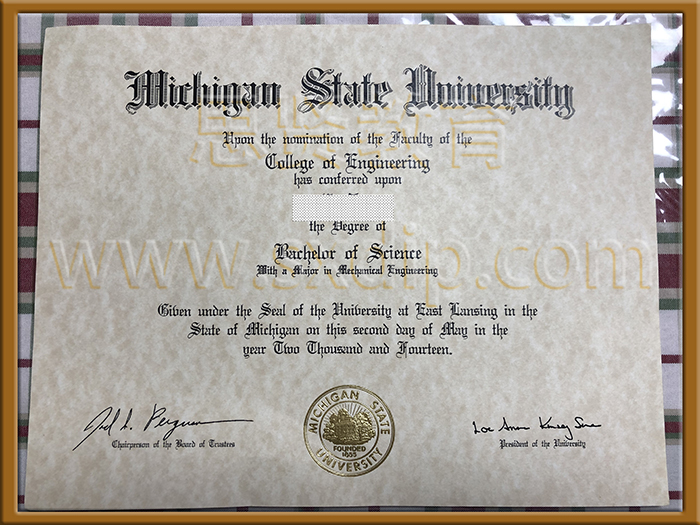 Michigan State University
Upon the nomination of the Faculty of the
College of Engineering
has conferred upon
the Degree of
Bachelor of Science
With a Major in Mechanical Engineering
Given under the Seal of the University at East Lansing in the
State of Michigan on this second day of May in the
year Two Thousand and Fourteen.
Chairperson of the Board of Trustees
MICHIGAN STATE
FOUNDED
UNIVERSITY
President of the University